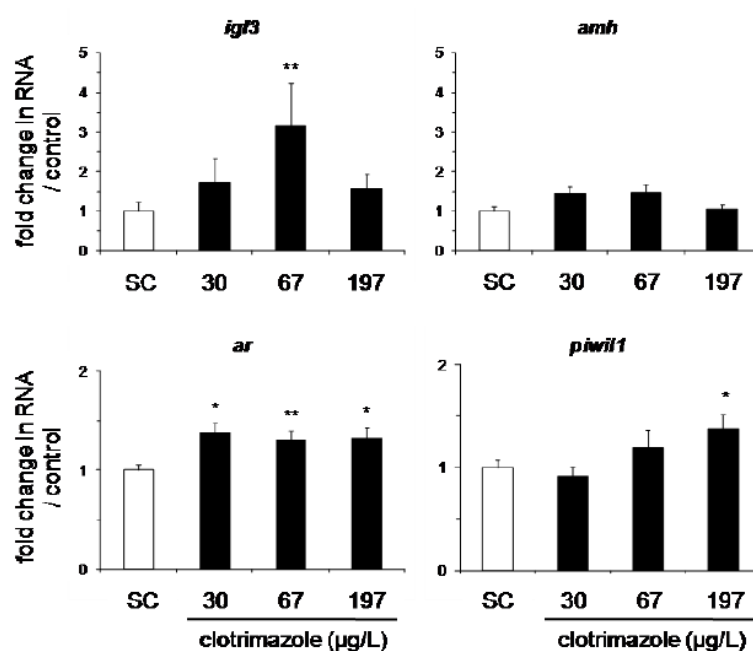 igf3
amh
fold change in RNA
/ control
5
4
3
2
1
0
**
SC
30
67
197
5
4
3
2
1
0
SC
30
67
197
ar
piwil1
fold change in RNA
/ control
2
1
0
*
**
*
SC
30
67
197
clotrimazole (µg/L)
2
1
0
*
SC
30
67
197
clotrimazole (µg/L)